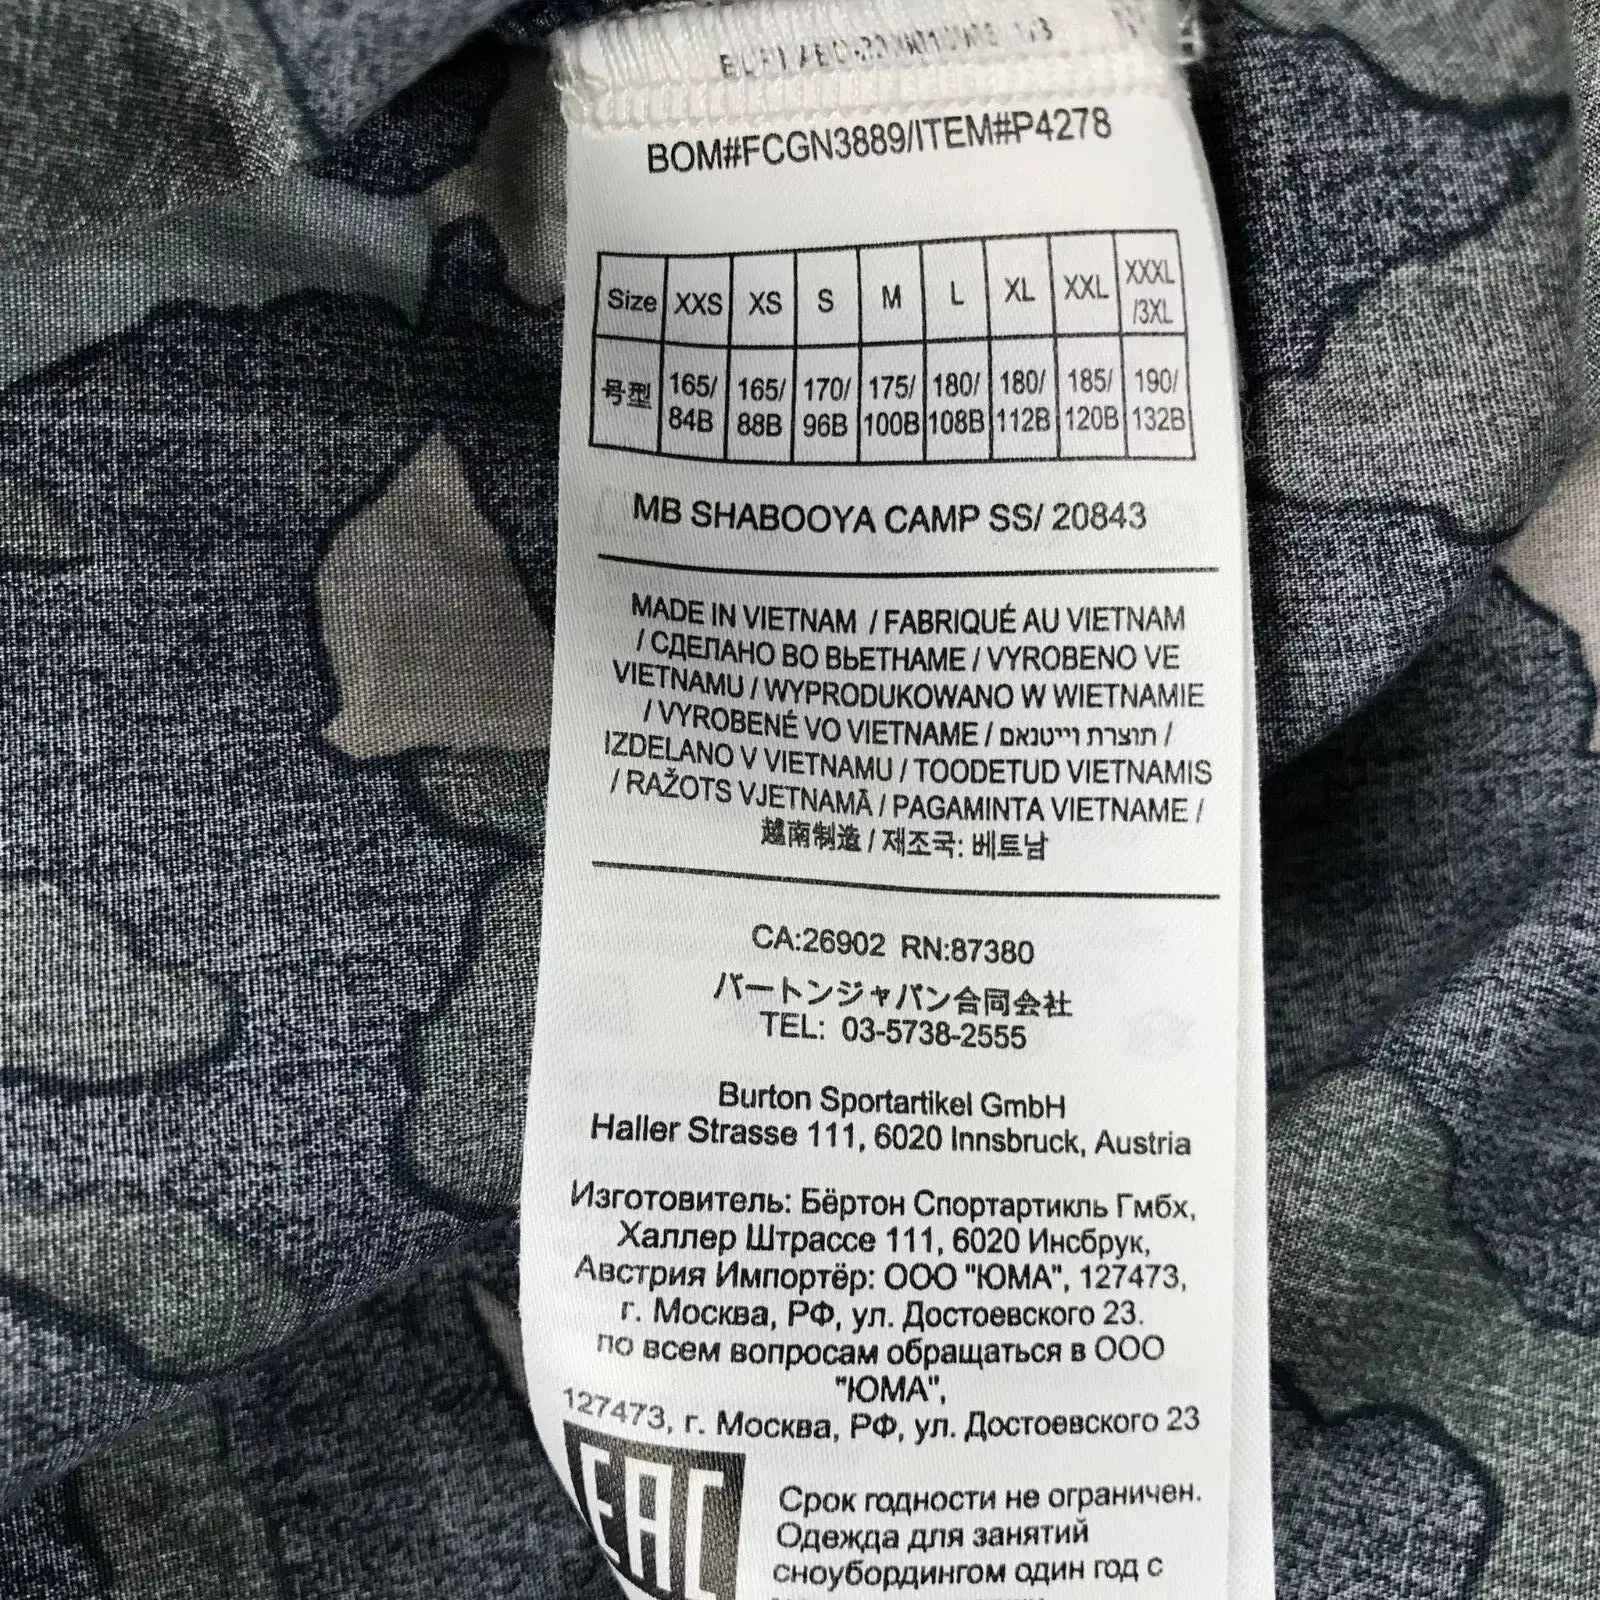 BOM#FCGN3889/ITEM#P4278
Size XXS XS S M L XL XXL XXXL/3XL
号型 165/84B 165/88B 170/96B 175/100B 180/108B 180/112B 185/120B 190/132B
MB SHABOOYA CAMP SS/ 20843
MADE IN VIETNAM / FABRIQUÉ AU VIETNAM
/ СДЕЛАНО ВО ВЬЕТНАМЕ / VYROBENO VE
VIETNAMU / WYPRODUKOWANO W WIETNAMIE
/ VYROBENÉ VO VIETNAME / תוצרת וייטנאם /
IZDELANO V VIETNAMU / TOODETUD VIETNAMIS
/ RAŽOTS VJETNAMĀ / PAGAMINTA VIETNAME /
越南制造 / 제조국: 베트남
CA:26902 RN:87380
バートンジャパン合同会社
TEL: 03-5738-2555
Burton Sportartikel GmbH
Haller Strasse 111, 6020 Innsbruck, Austria
Изготовитель: Бёртон Спортартикль Гмбх,
Халлер Штрассе 111, 6020 Инсбрук,
Австрия Импортёр: ООО "ЮМА", 127473,
г. Москва, РФ, ул. Достоевского 23.
по всем вопросам обращаться в ООО
"ЮМА",
127473, г. Москва, РФ, ул. Достоевского 23
EAC
Срок годности не ограничен.
Одежда для занятий
сноубордингом один год с